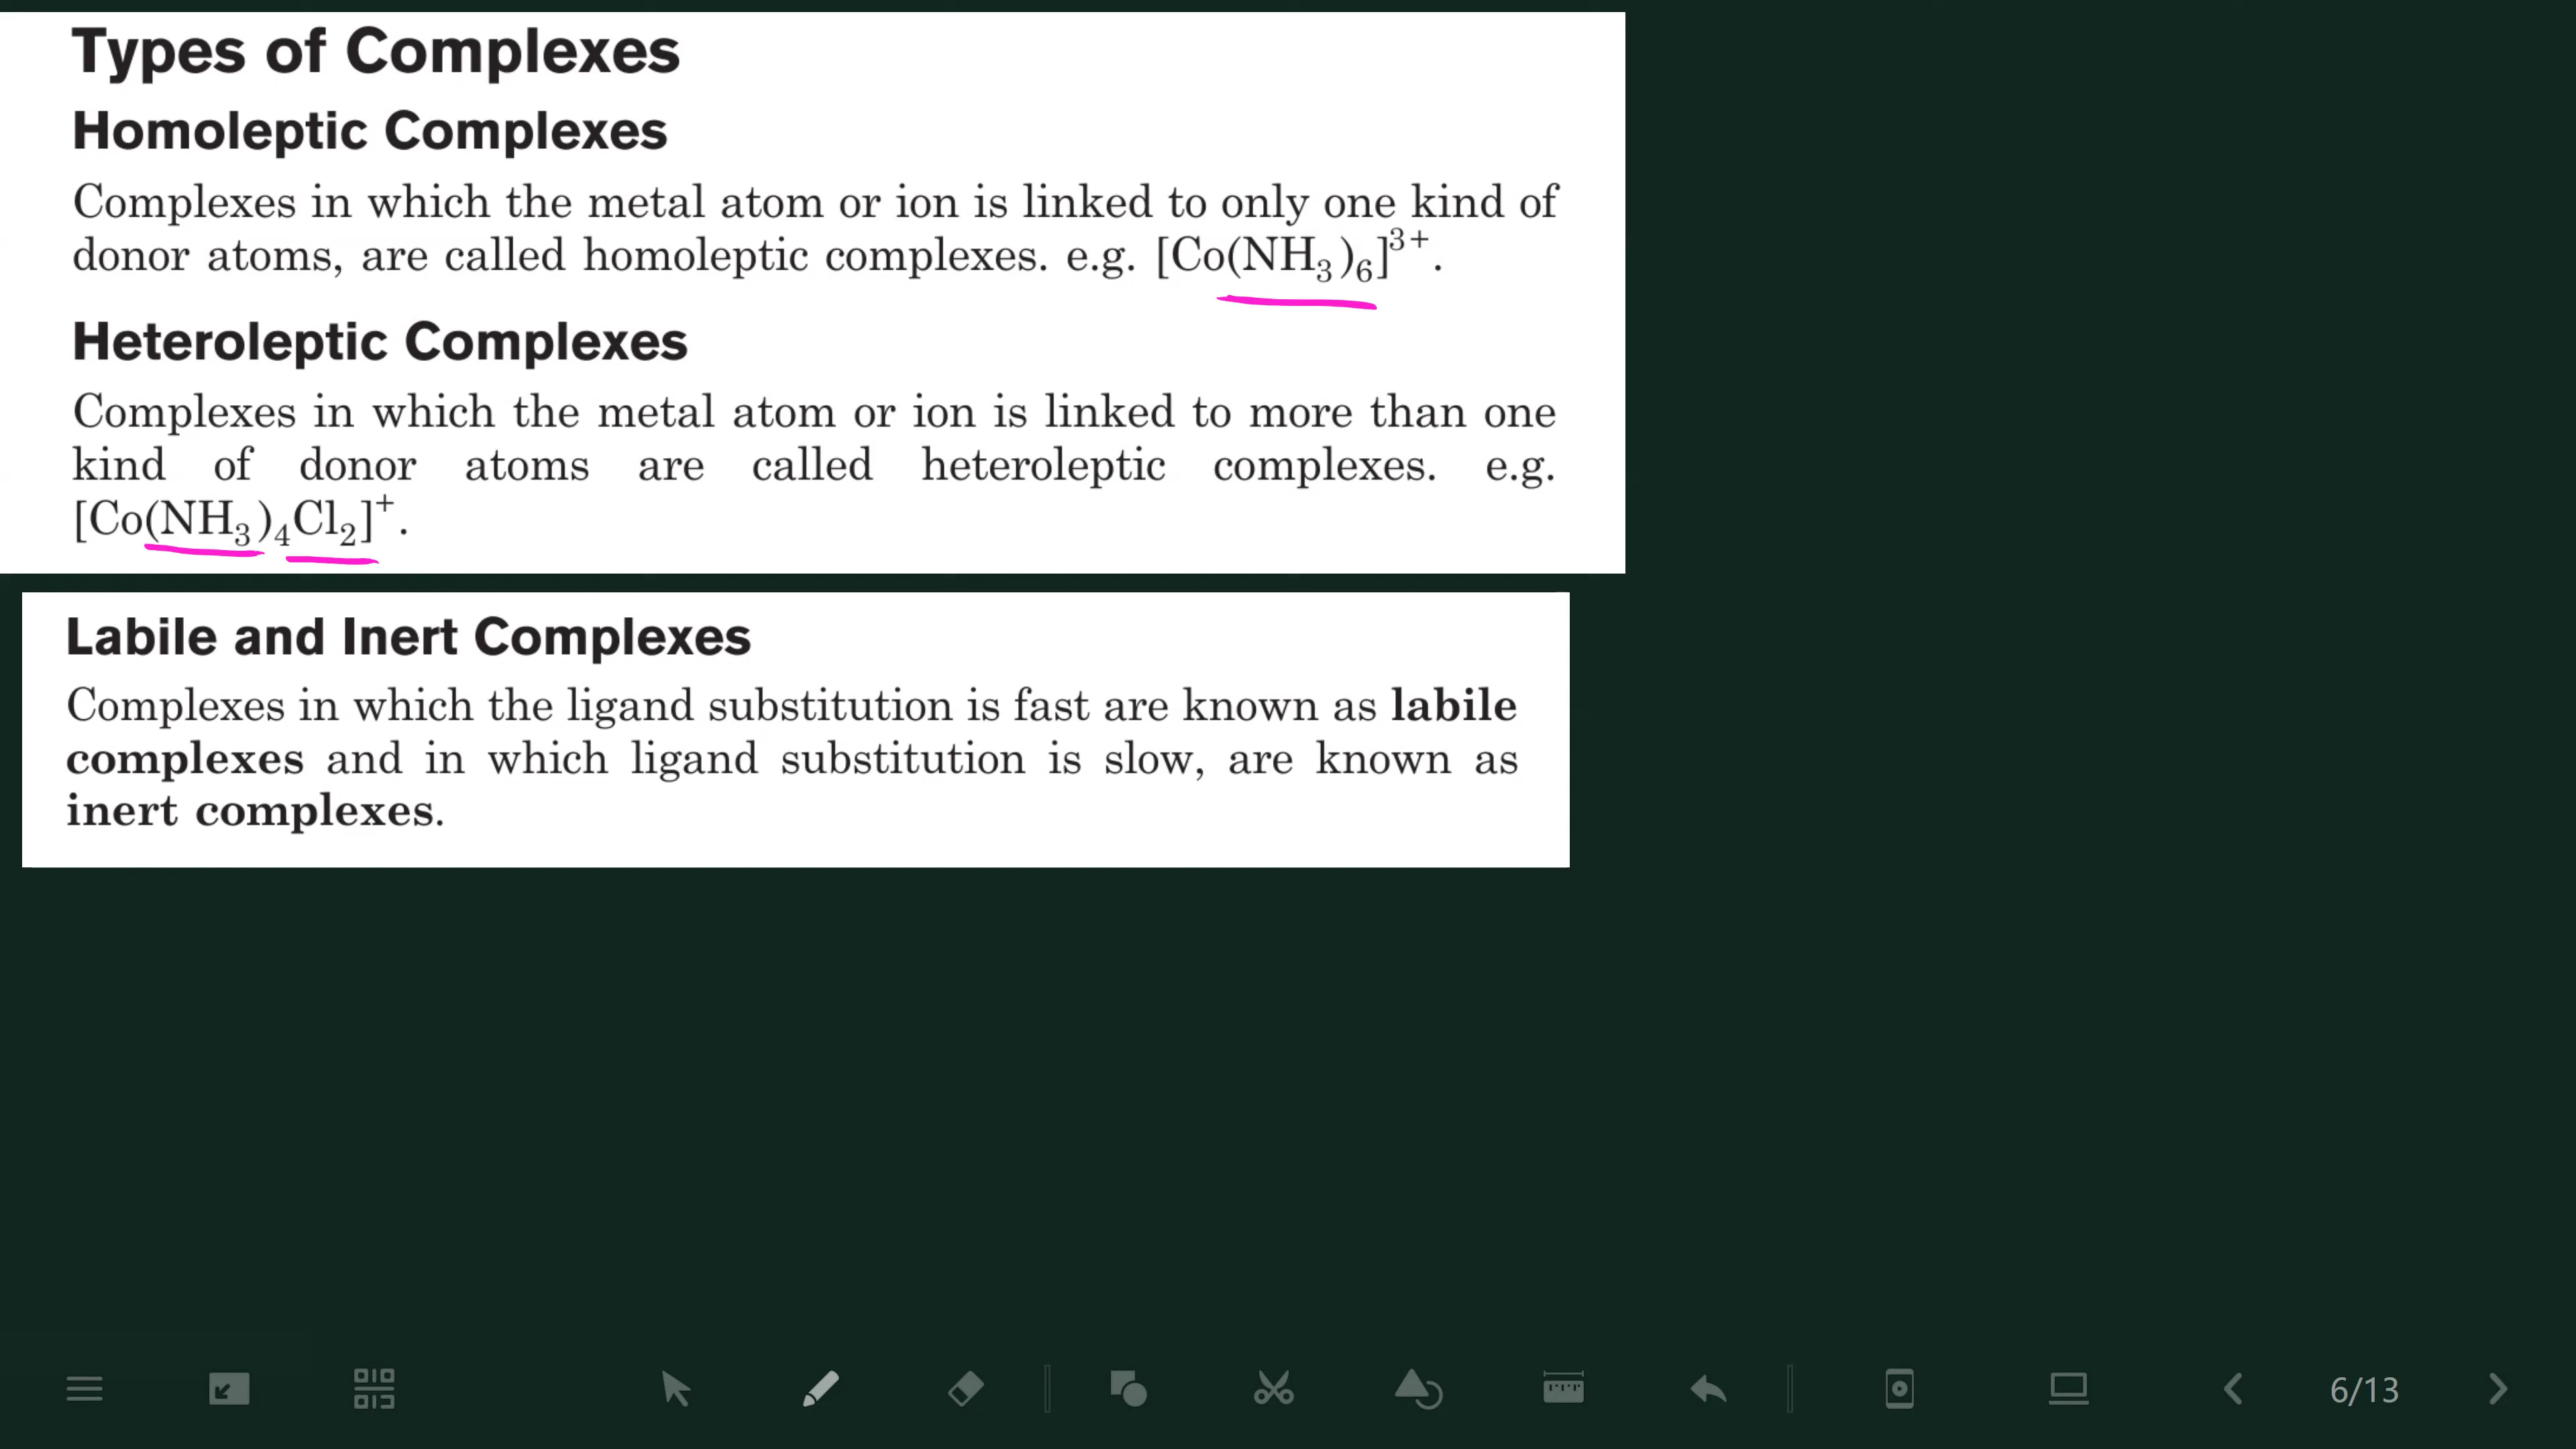 Types of Complexes
Homoleptic Complexes
Complexes in which the metal atom or ion is linked to only one kind of
donor atoms, are called homoleptic complexes. e.g. [Co(NH₃)₆]³⁺.
Heteroleptic Complexes
Complexes in which the metal atom or ion is linked to more than one
kind of donor atoms are called heteroleptic complexes. e.g.
[Co(NH₃)₄Cl₂]⁺.
Labile and Inert Complexes
Complexes in which the ligand substitution is fast are known as labile
complexes and in which ligand substitution is slow, are known as
inert complexes.
6/13